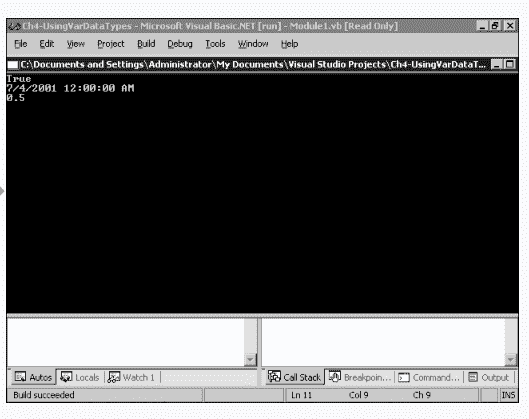 Ch4-UsingVarDataTypes - Microsoft Visual Basic.NET [run] - Module1.vb [Read Only]
File Edit View Project Build Debug Tools Window Help
C:\Documents and Settings\Administrator\My Documents\Visual Studio Projects\Ch4-UsingVarDataT...
True
7/4/2001 12:00:00 AM
0.5
Autos Locals Watch 1 Call Stack Breakpoin... Command... Output
Build succeeded Ln 11 Col 9 Ch 9 INS